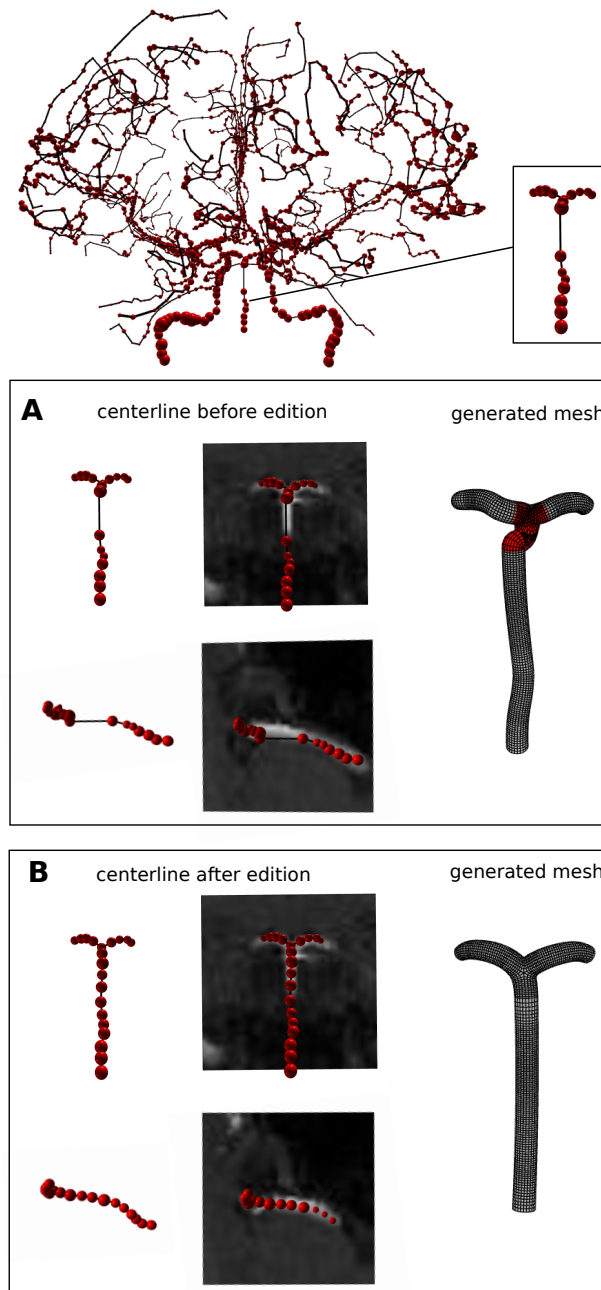 A
centerline before edition
generated mesh
B
centerline after edition
generated mesh